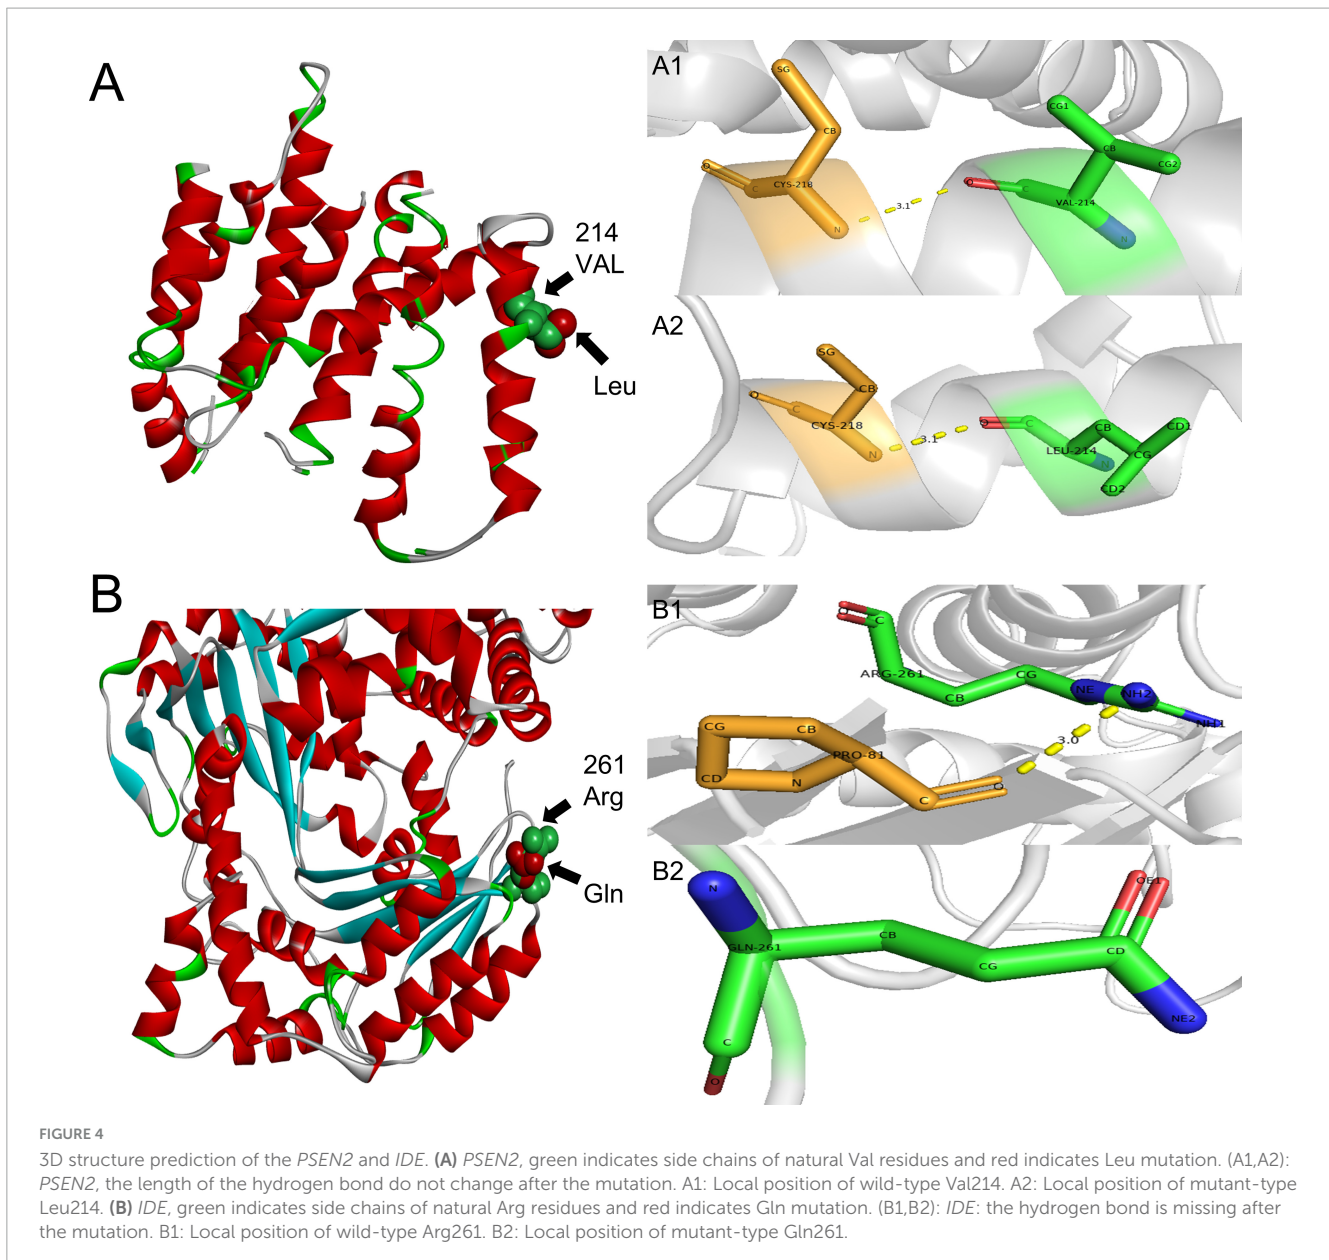 A
214
VAL
Leu
A1
SG
CB
O
C
CYS-218
N
3.1
CG1
CB
CG2
O
C
VAL-214
N
A2
SG
CB
O
C
CYS-218
N
3.1
O
C
CB
CD1
LEU-214
CG
N
CD2
B
261
Arg
Gln
B1
O
C
ARG-261
CB
CG
NE
NH2
NH1
3.0
CG
CB
PRO-81
CD
N
C
O
B2
N
GLN-261
CB
CG
CD
OE1
NE2
C
O
FIGURE 4
3D structure prediction of the PSEN2 and IDE. (A) PSEN2, green indicates side chains of natural Val residues and red indicates Leu mutation. (A1,A2):
PSEN2, the length of the hydrogen bond do not change after the mutation. A1: Local position of wild-type Val214. A2: Local position of mutant-type
Leu214. (B) IDE, green indicates side chains of natural Arg residues and red indicates Gln mutation. (B1,B2): IDE: the hydrogen bond is missing after
the mutation. B1: Local position of wild-type Arg261. B2: Local position of mutant-type Gln261.